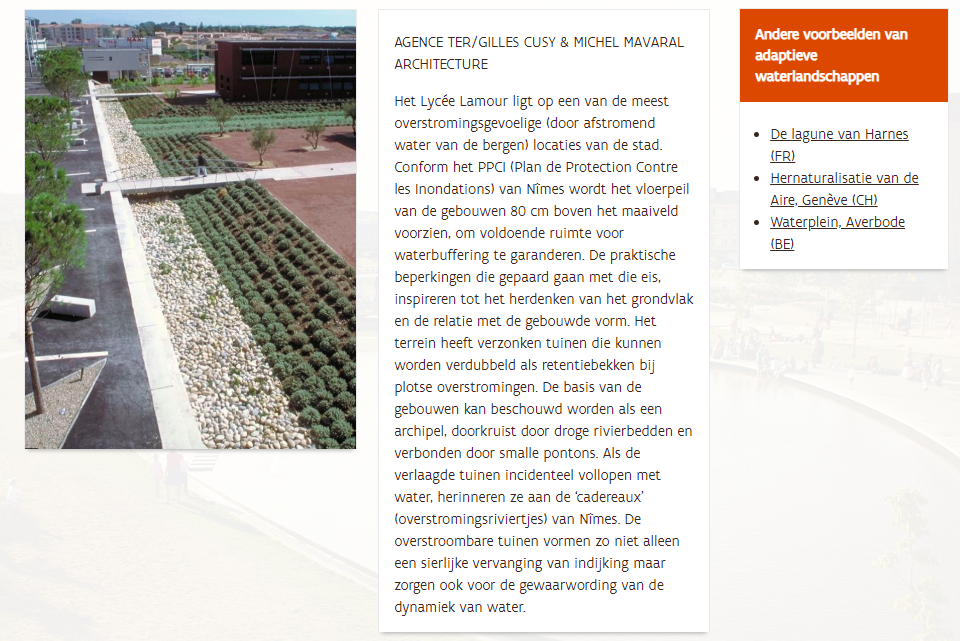 AGENCE TER/GILLES CUSY & MICHEL MAVARAL
ARCHITECTURE
Het Lycée Lamour ligt op een van de meest
overstromingsgevoelige (door afstromend
water van de bergen) locaties van de stad.
Conform het PPCI (Plan de Protection Contre
les Inondations) van Nîmes wordt het vloerpeil
van de gebouwen 80 cm boven het maaiveld
voorzien, om voldoende ruimte voor
waterbuffering te garanderen. De praktische
beperkingen die gepaard gaan met die eis,
inspireren tot het herdenken van het grondvlak
en de relatie met de gebouwde vorm. Het
terrein heeft verzonken tuinen die kunnen
worden verdubbeld als retentiebekken bij
plotse overstromingen. De basis van de
gebouwen kan beschouwd worden als een
archipel, doorkruist door droge rivierbedden en
verbonden door smalle pontons. Als de
verlaagde tuinen incidenteel vollopen met
water, herinneren ze aan de ‘cadereaux’
(overstromingsriviertjes) van Nîmes. De
overstroombare tuinen vormen zo niet alleen
een sierlijke vervanging van indijking maar
zorgen ook voor de gewaarwording van de
dynamiek van water.
Andere voorbeelden van
adaptieve
waterlandschappen
• De lagune van Harnes
(FR)
• Hernaturalisatie van de
Aire, Genève (CH)
• Waterplein, Averbode
(BE)